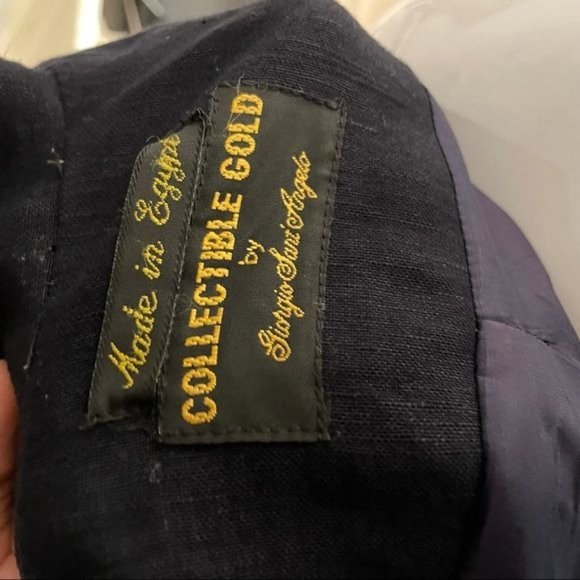 COLLECTIBLE GOLD
by
Giorgio Sant'Angelo
Made in Egypt